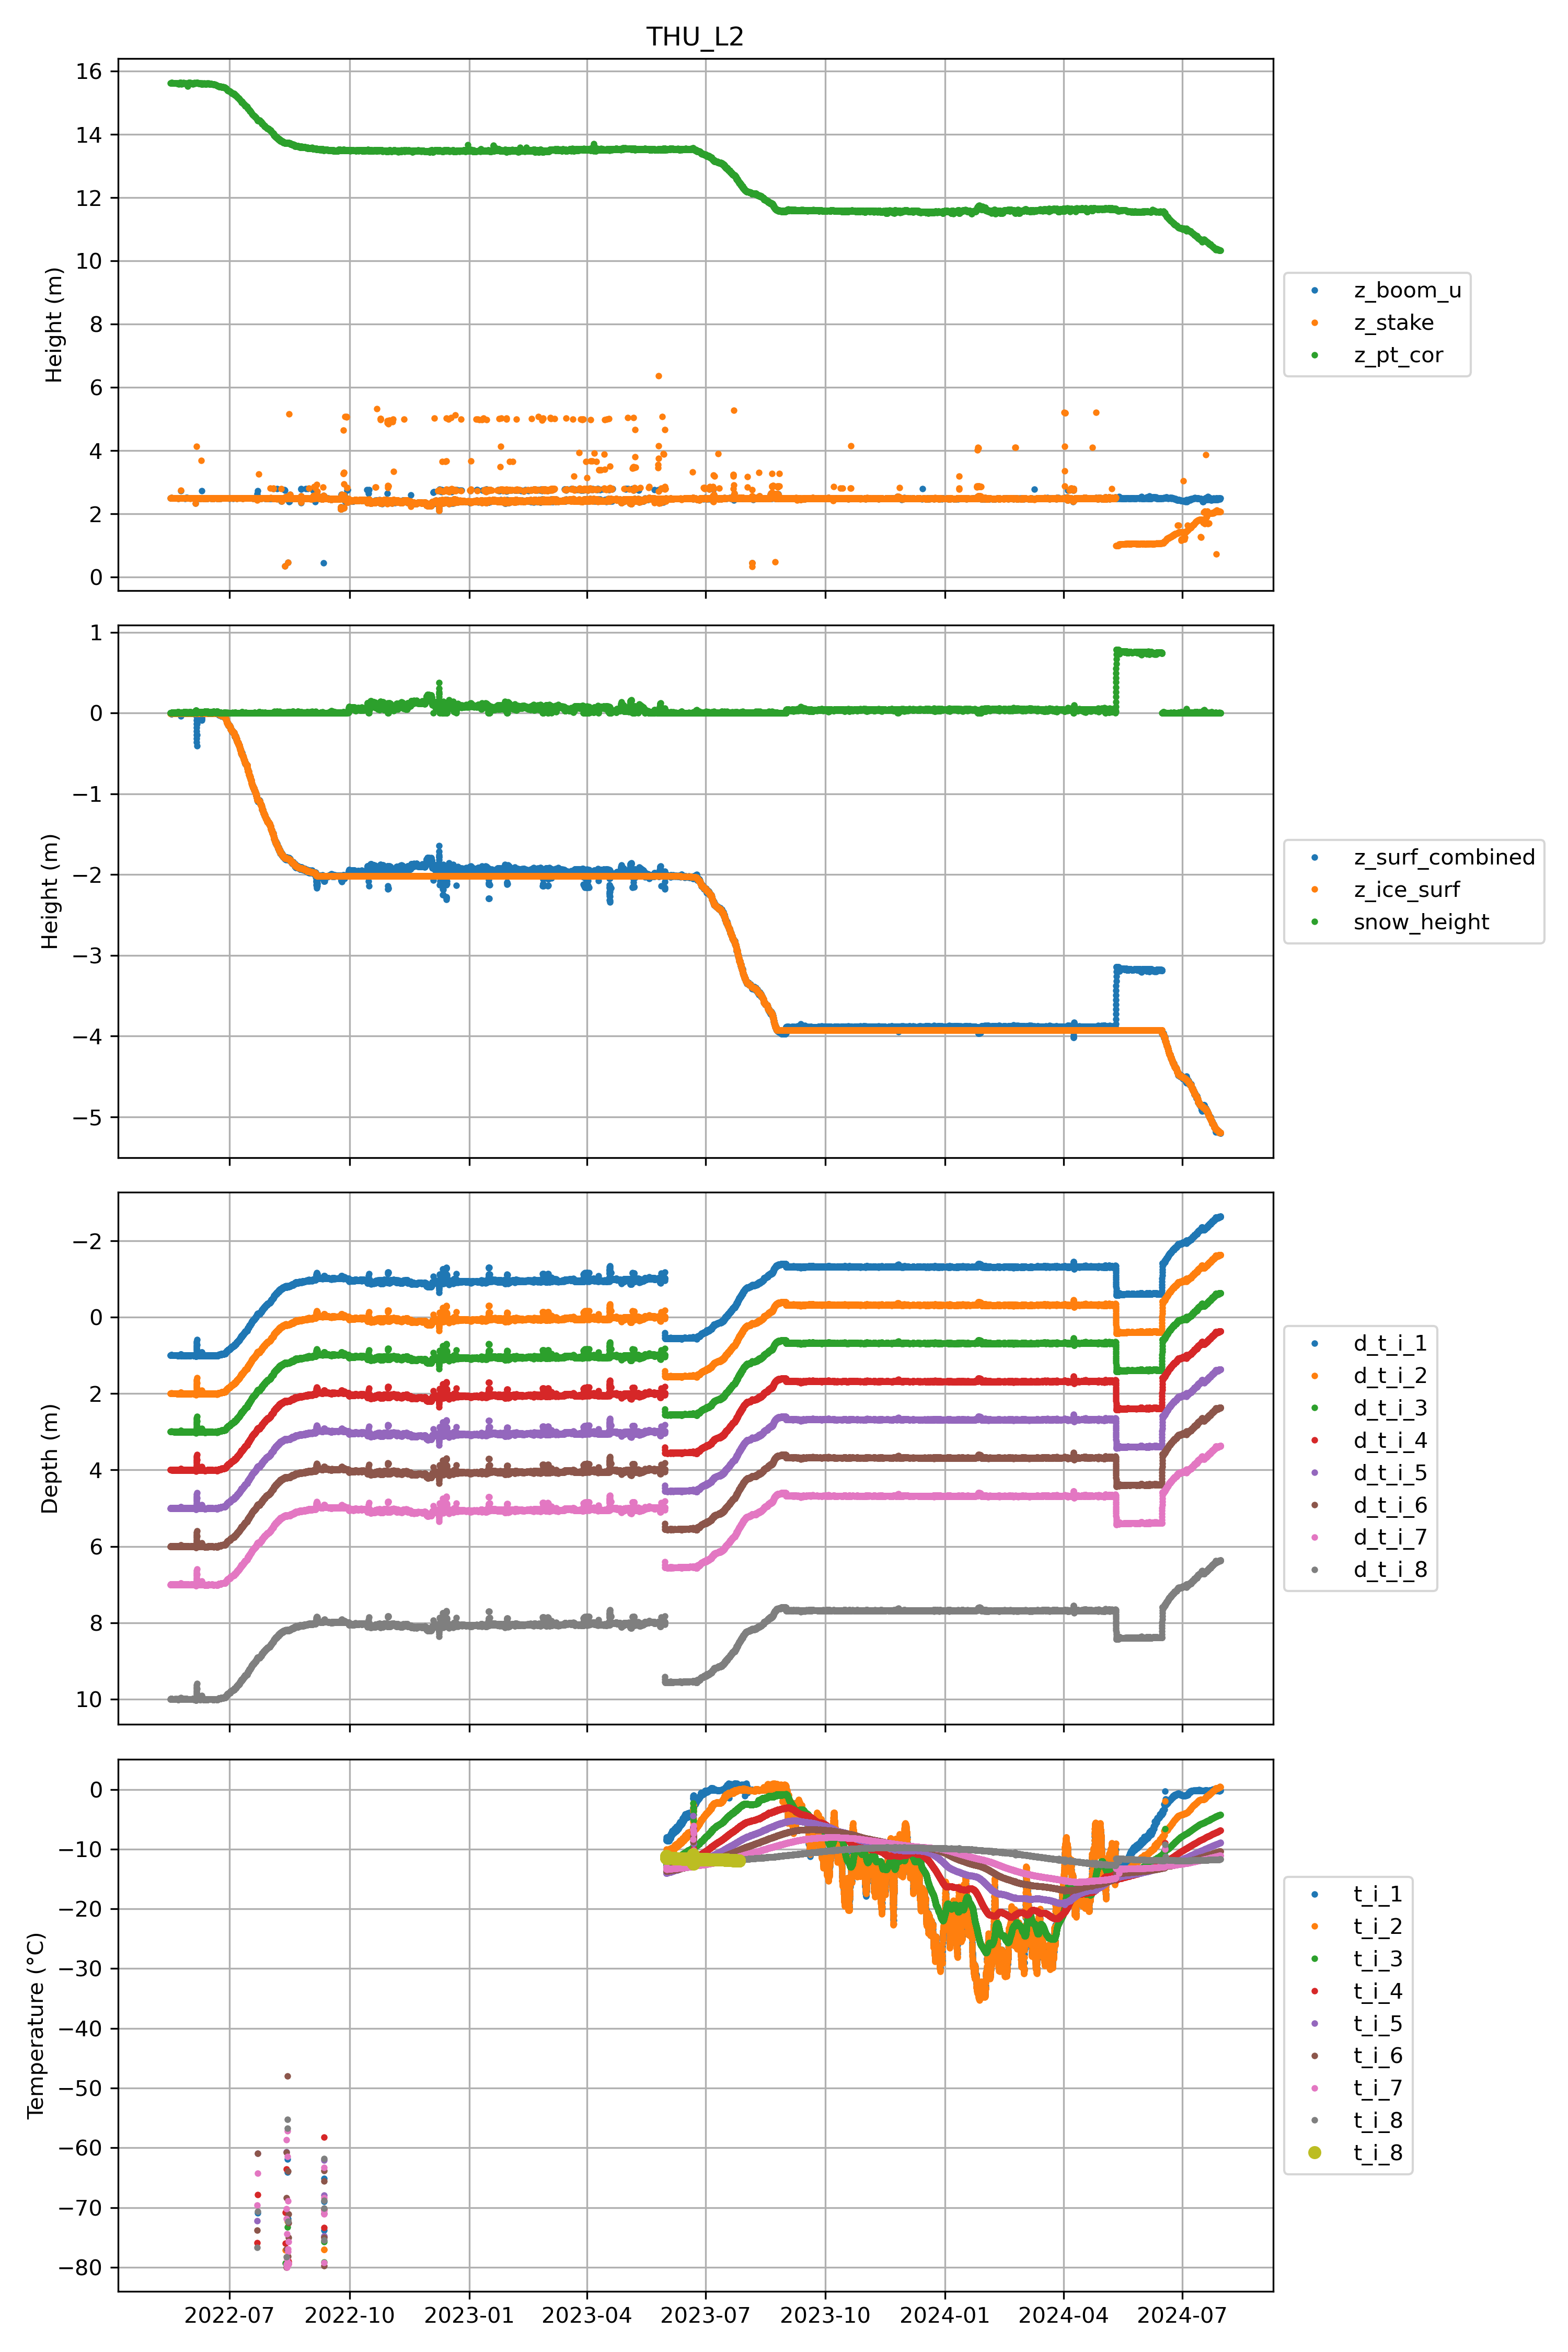 THU_L2
16
14
12
10
8
6
4
2
0
Height (m)
z_boom_u
z_stake
z_pt_cor
1
0
−1
−2
−3
−4
−5
Height (m)
z_surf_combined
z_ice_surf
snow_height
−2
0
2
4
6
8
10
Depth (m)
d_t_i_1
d_t_i_2
d_t_i_3
d_t_i_4
d_t_i_5
d_t_i_6
d_t_i_7
d_t_i_8
0
−10
−20
−30
−40
−50
−60
−70
−80
Temperature (°C)
t_i_1
t_i_2
t_i_3
t_i_4
t_i_5
t_i_6
t_i_7
t_i_8
t_i_8
2022-07 2022-10 2023-01 2023-04 2023-07 2023-10 2024-01 2024-04 2024-07